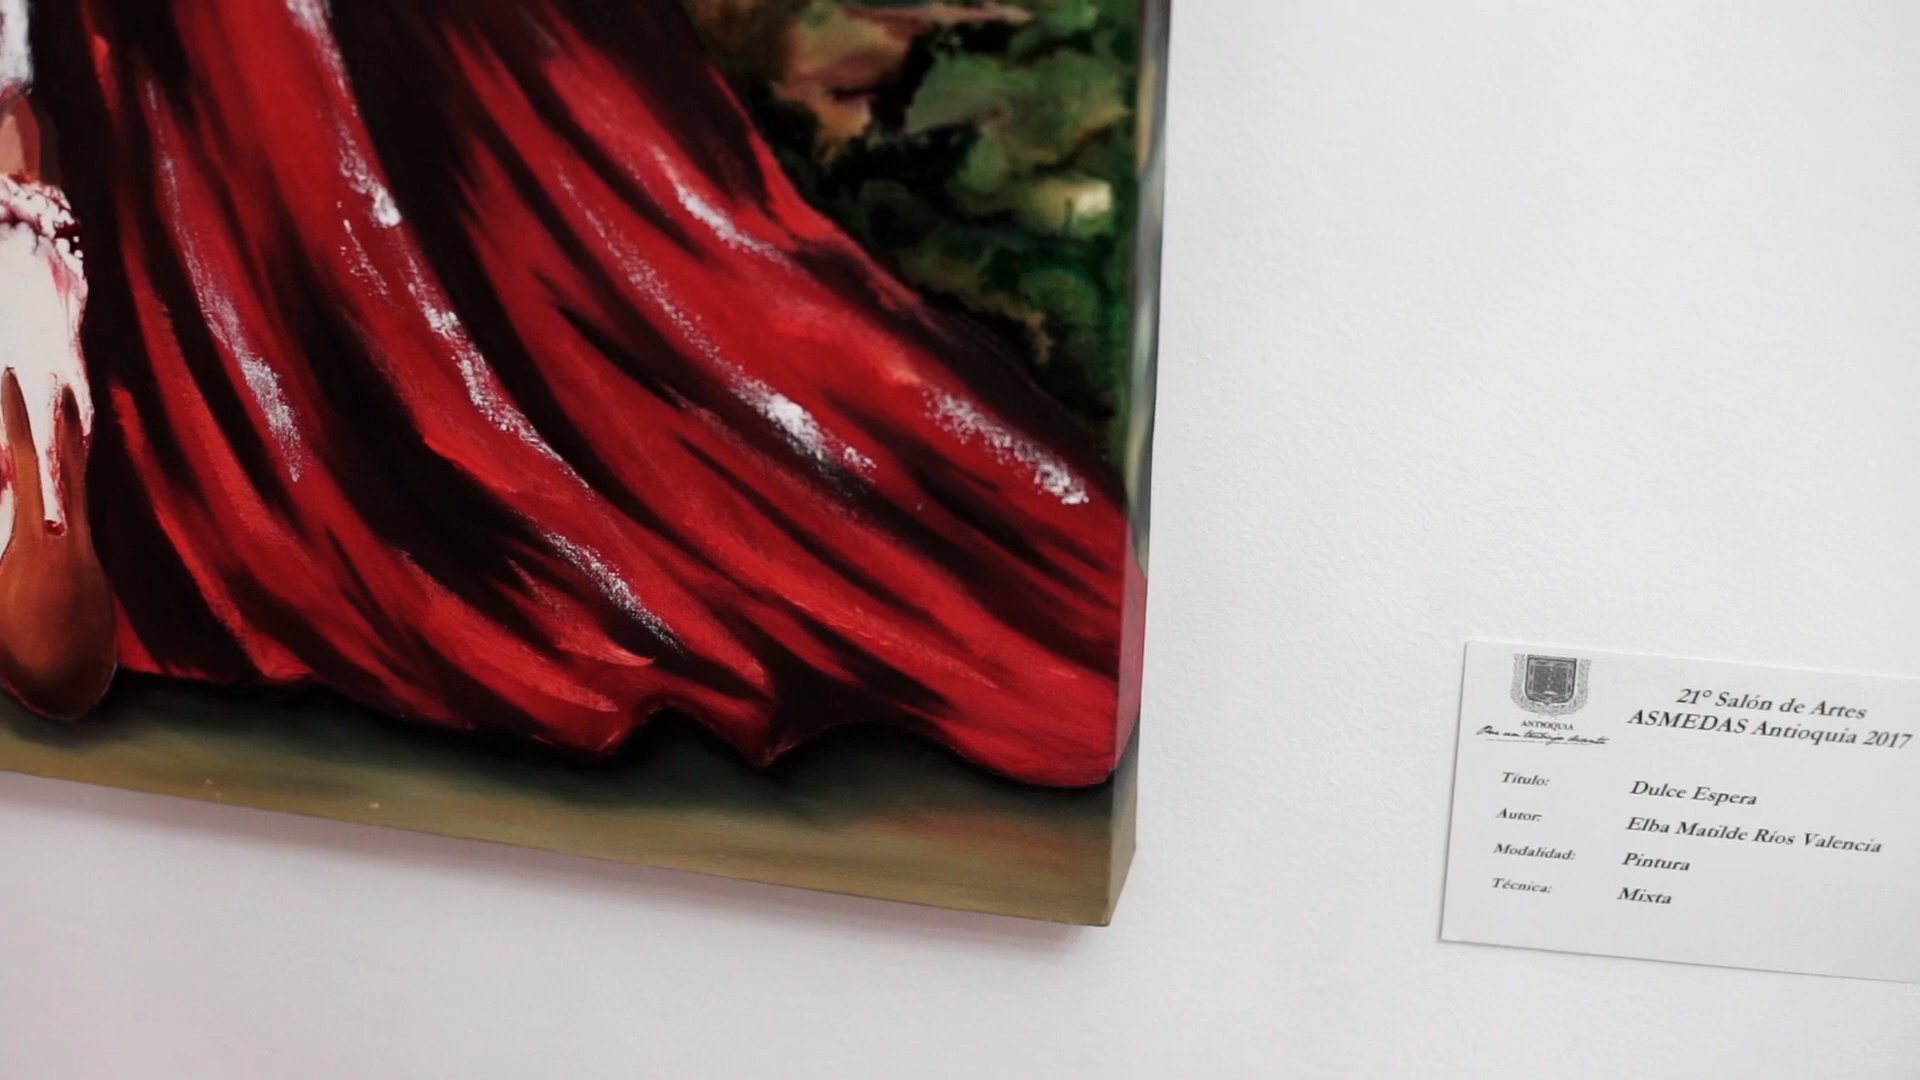 ANTIOQUIA
21° Salón de Artes
ASMEDAS Antioquia 2017
Título: Dulce Espera
Autor: Elba Matilde Ríos Valencia
Modalidad: Pintura
Técnica: Mixta